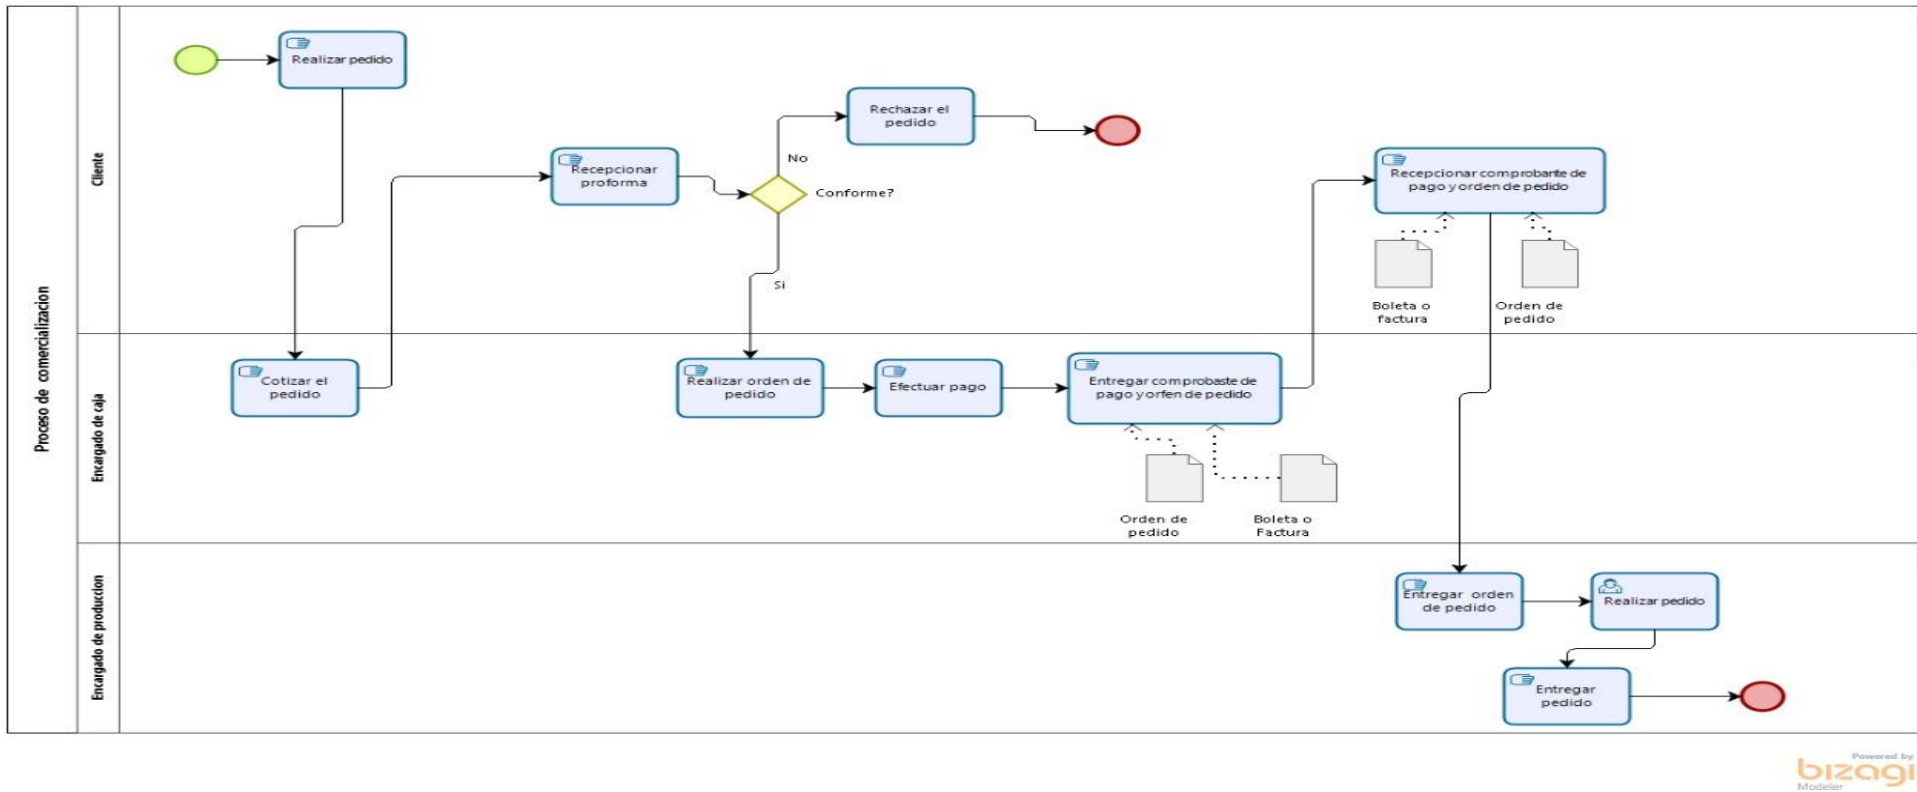 Proceso de comercializacion
Cliente
Realizar pedido
Recepcionar
proforma
No
Conforme?
Si
Rechazar el
pedido
Recepcionar comprobante de
pago y orden de pedido
Boleta o
factura
Orden de
pedido
Encargado de caja
Cotizar el
pedido
Realizar orden de
pedido
Efectuar pago
Entregar comprobaste de
pago y orfen de pedido
Orden de
pedido
Boleta o
Factura
Encargado de produccion
Entregar orden
de pedido
Realizar pedido
Entregar
pedido
Powered by
bizagi
Modeler